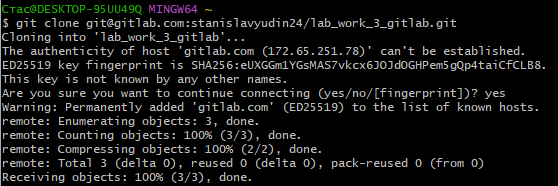 Стас@DESKTOP-95UU49Q MINGW64 ~
$ git clone git@gitlab.com:stanislavyudin24/lab_work_3_gitlab.git
Cloning into 'lab_work_3_gitlab'...
The authenticity of host 'gitlab.com (172.65.251.78)' can't be established.
ED25519 key fingerprint is SHA256:eUXGGm1YGsMAS7vkcx6JOJdOGHPem5gQp4taiCfCLB8.
This key is not known by any other names.
Are you sure you want to continue connecting (yes/no/[fingerprint])? yes
Warning: Permanently added 'gitlab.com' (ED25519) to the list of known hosts.
remote: Enumerating objects: 3, done.
remote: Counting objects: 100% (3/3), done.
remote: Compressing objects: 100% (2/2), done.
remote: Total 3 (delta 0), reused 0 (delta 0), pack-reused 0 (from 0)
Receiving objects: 100% (3/3), done.